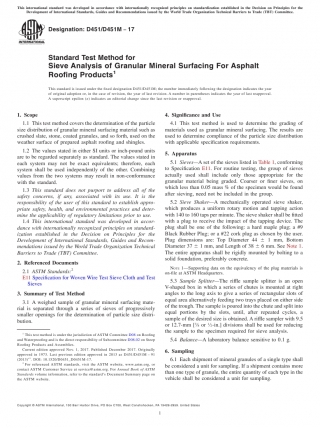 This international standard was developed in accordance with internationally recognized principles on standardization established in the Decision on Principles for the
Development of International Standards, Guides and Recommendations issued by the World Trade Organization Technical Barriers to Trade (TBT) Committee.
Designation: D451/D451M – 17
Standard Test Method for
Sieve Analysis of Granular Mineral Surfacing For Asphalt
Roofing Products1
This standard is issued under the fixed designation D451/D451M; the number immediately following the designation indicates the year
of original adoption or, in the case of revision, the year of last revision. A number in parentheses indicates the year of last reapproval.
A superscript epsilon (ε) indicates an editorial change since the last revision or reapproval.
1. Scope
1.1 This test method covers the determination of the particle
size distribution of granular mineral surfacing material such as
crushed slate, stone, coated granules, and so forth, used on the
weather surface of prepared asphalt roofing and shingles.
1.2 The values stated in either SI units or inch-pound units
are to be regarded separately as standard. The values stated in
each system may not be exact equivalents; therefore, each
system shall be used independently of the other. Combining
values from the two systems may result in non-conformance
with the standard.
1.3 This standard does not purport to address all of the
safety concerns, if any, associated with its use. It is the
responsibility of the user of this standard to establish appro-
priate safety, health, and environmental practices and deter-
mine the applicability of regulatory limitations prior to use.
1.4 This international standard was developed in accor-
dance with internationally recognized principles on standard-
ization established in the Decision on Principles for the
Development of International Standards, Guides and Recom-
mendations issued by the World Trade Organization Technical
Barriers to Trade (TBT) Committee.
2. Referenced Documents
2.1 ASTM Standards:2
E11 Specification for Woven Wire Test Sieve Cloth and Test
Sieves
3. Summary of Test Method
3.1 A weighed sample of granular mineral surfacing mate-
rial is separated through a series of sieves of progressively
smaller openings for the determination of particle size distri-
bution.
1 This test method is under the jurisdiction of ASTM Committee D08 on Roofing
and Waterproofing and is the direct responsibility of Subcommittee D08.02 on Steep
Roofing Products and Assemblies.
Current edition approved Nov. 1, 2017. Published December 2017. Originally
approved in 1937. Last previous edition approved in
2 For referenced ASTM standards, visit the ASTM website, www.astm.org, or
contact ASTM Customer Service at service@astm.org. For Annual Book of ASTM
Standards volume information, refer to the standard's Document Summary page on
the ASTM website.
4. Significance and Use
4.1 This test method is used to determine the grading of
materials used as granular mineral surfacing. The results are
used to determine compliance of the particle size distribution
with applicable specification requirements.
5. Apparatus
5.1 Sieves—A set of the sieves listed in Table 1, conforming
to Specification E11. For routine testing, the group of sieves
actually used shall include only those appropriate for the
granular material being graded. Coarser or finer sieves, on
which less than 0.05 mass % of the specimen would be found
after sieving, need not be included in the group.
5.2 Sieve Shaker—A mechanically operated sieve shaker,
which produces a uniform rotary motion and tapping action
with 140 to 160 taps per minute. The sieve shaker shall be fitted
with a plug to receive the impact of the tapping device. The
plug shall be one of the following: a hard maple plug; a #9
Black Rubber Plug; or a #22 cork plug as chosen by the user.
Plug dimensions are: Top Diameter 44 ± 1 mm, Bottom
Diameter 37 ± 1 mm, and Length of 38 ± 6 mm. See Note 1.
The entire apparatus shall be rigidly mounted by bolting to a
solid foundation, preferably concrete.
NOTE 1—Supporting data on the equivalency of the plug materials is
on-file at ASTM Headquarters.
5.3 Sample Splitter—The riffle sample splitter is an open
V-shaped box in which a series of chutes is mounted at right
angles to the long axis to give a series of rectangular slots of
equal area alternatively feeding two trays placed on either side
of the trough. The sample is poured into the chute and split into
equal portions by the slots, until, after repeated cycles, a
sample of the desired size is obtained. A riffle sampler with 9.5
or 12.7 mm [3⁄8 or 1⁄2 in.] divisions shall be used for reducing
the sample to the specimen required for sieve analysis.
5.4 Balance—A laboratory balance sensitive to 0.1 g.
6. Sampling
6.1 Each shipment of mineral granules of a single type shall
be considered a unit for sampling. If a shipment contains more
than one type of granule, the entire quantity of each type in the
vehicle shall be considered a unit for sampling.
Copyright © ASTM International, 100 Barr Harbor Drive, PO Box C700, West Conshohocken, PA 19428-2959. United States
1